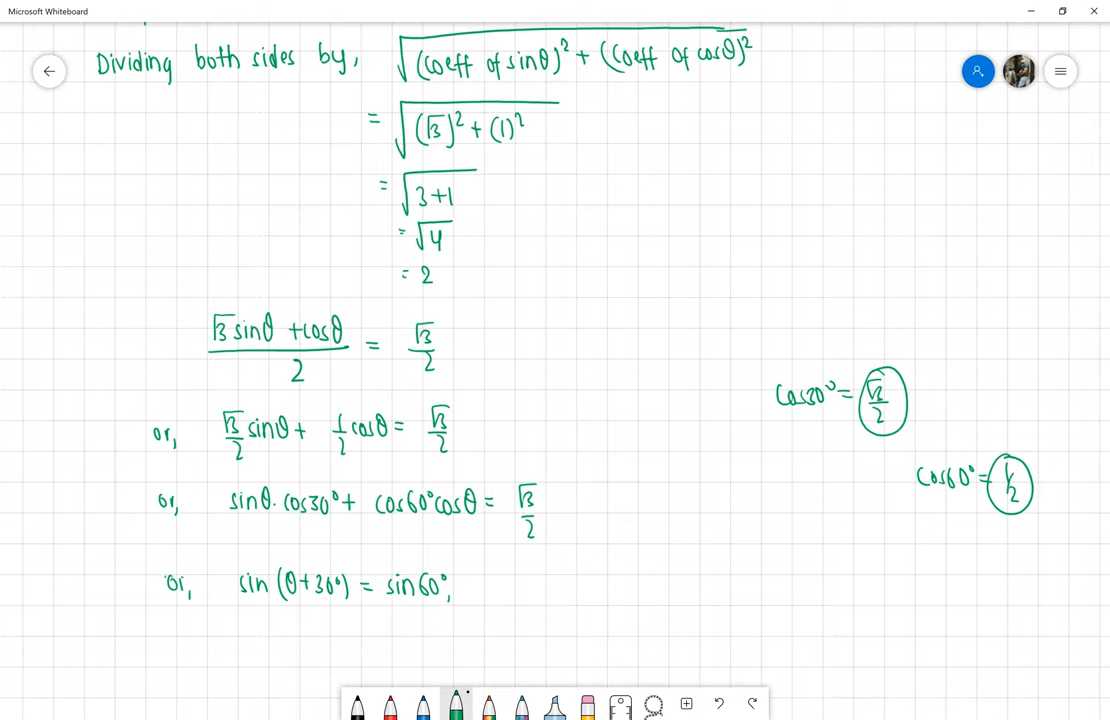 Microsoft Whiteboard
Dividing both sides by, √(coeff of sinθ)² + (coeff of cosθ)²
= √(√3)² + (1)²
= √3+1
= √4
= 2
√3 sinθ + cosθ / 2 = √3/2
or, √3/2 sinθ + 1/2 cosθ = √3/2
cos30° = √3/2
cos60° = 1/2
or, sinθ. cos30° + cos60° cosθ = √3/2
or, sin (θ+30°) = sin60°,